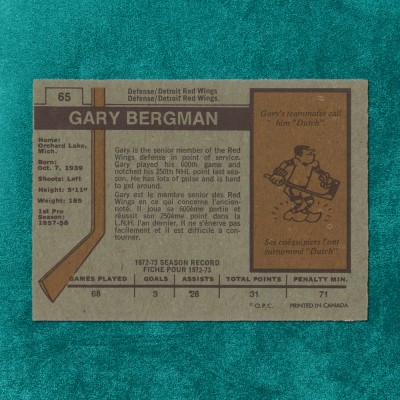 65
Defense/Detroit Red Wings
Défense/Detroit Red Wings.
GARY BERGMAN
Home:
Orchard Lake,
Mich.
Born:
Oct. 7, 1939
Shoots: Left
Height: 5'11"
Weight: 185
1st Pro
Season:
1957-58
Gary is the senior member of the Red
Wings, defense in point of service.
Gary played his 600th game and
notched his 250th NHL point last sea-
son. He has lots of poise and is hard
to get around.
Gary est le membre senior des Red
Wings en ce qui concerne l'ancien-
noté. Il joua sa 600ème partie et
réussit son 250ème point dans la
L.N.H. l'an dernier. Il ne s'énerve pas
facilement et il est difficile à con-
tourner.
Gary's teammates call
him "Dutch".
Ses coéquipiers l'ont
surnommé "Dutch".
1972-73 SEASON RECORD
FICHE POUR 1972-73
GAMES PLAYED GOALS ASSISTS TOTAL POINTS PENALTY MIN.
68 3 28 31 71
© O.P.C. PRINTED IN CANADA